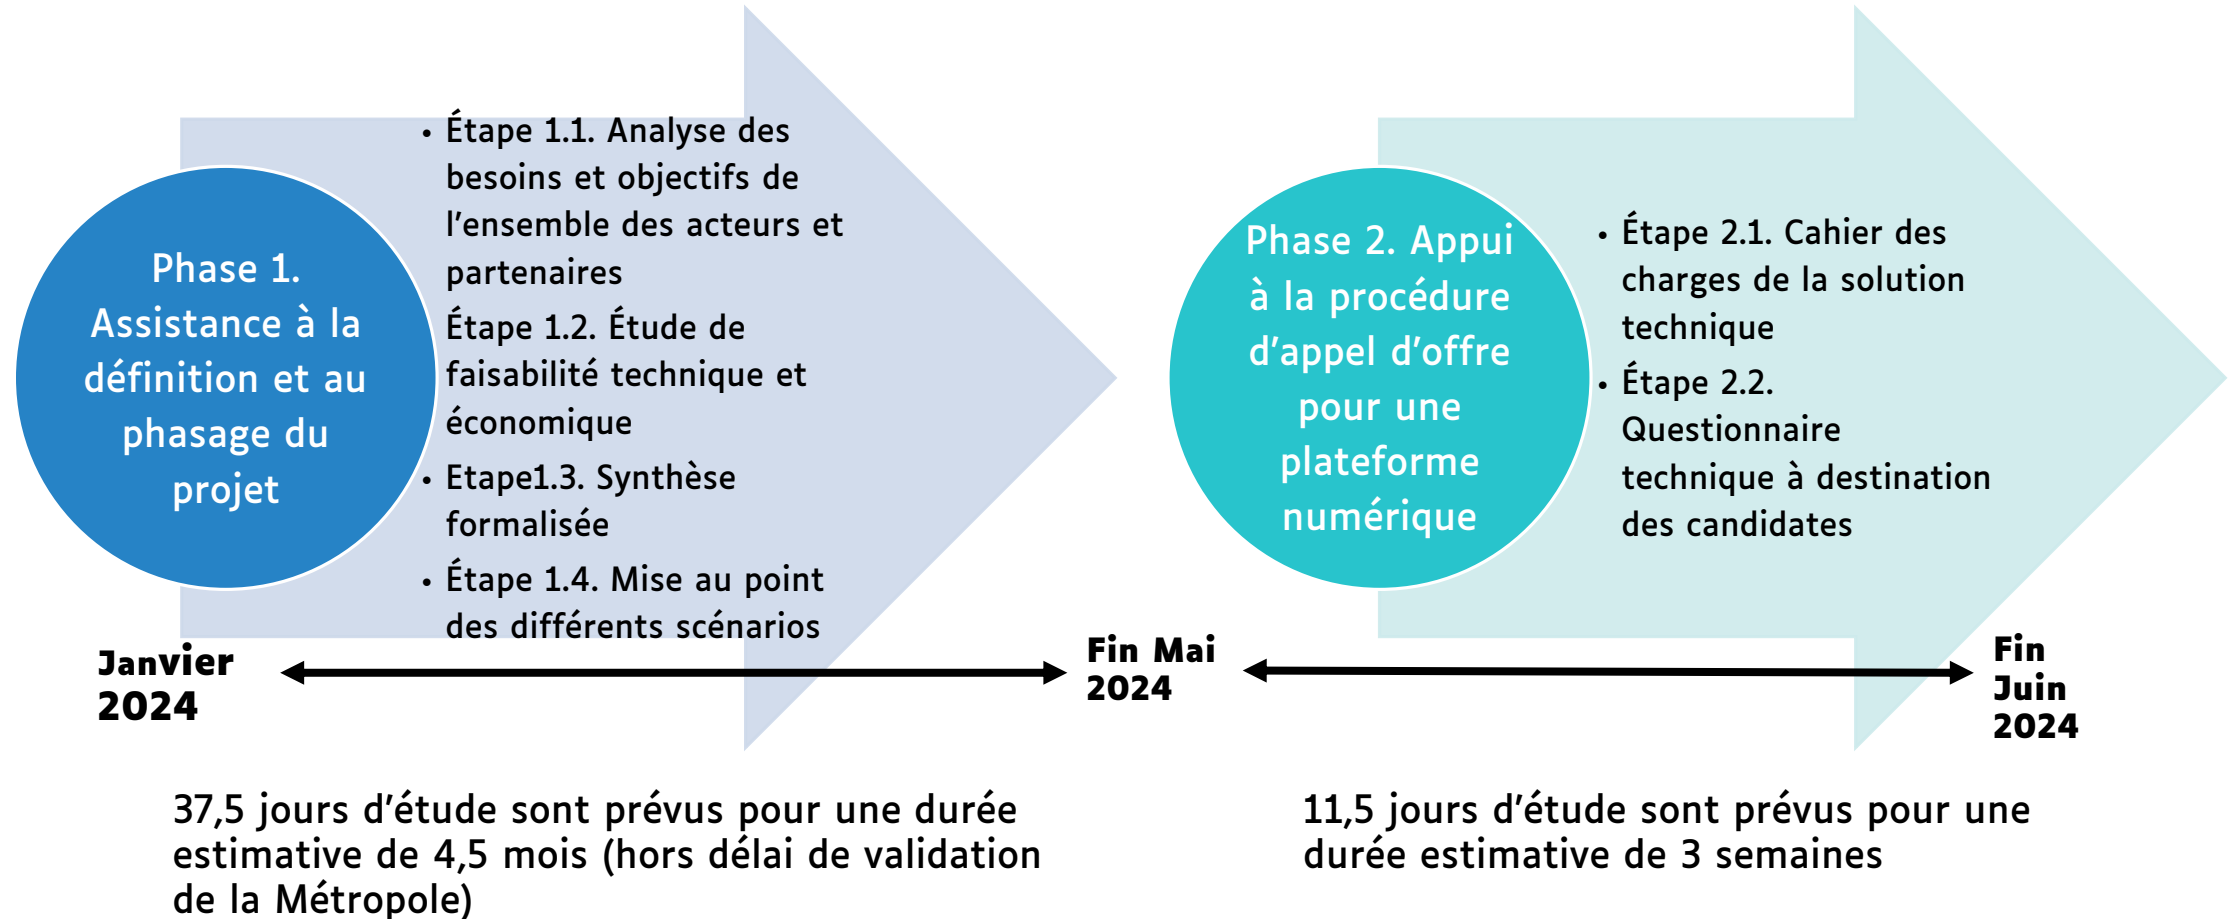 Phase 1.
Assistance à la
définition et au
phasage du
projet
• Étape 1.1. Analyse des
besoins et objectifs de
l'ensemble des acteurs et
partenaires
Étape 1.2. Étude de
faisabilité technique et
économique
• Etape1.3. Synthèse
formalisée
• Étape 1.4. Mise au point
des différents scénarios
Phase 2. Appui
à la procédure
d'appel d'offre
pour une
plateforme
numérique
• Étape 2.1. Cahier des
charges de la solution
technique
• Étape 2.2.
Questionnaire
technique à destination
des candidates
Janvier
2024
Fin Mai
2024
Fin
Juin
2024
37,5 jours d'étude sont prévus pour une durée
estimative de 4,5 mois (hors délai de validation
de la Métropole)
11,5 jours d'étude sont prévus pour une
durée estimative de 3 semaines